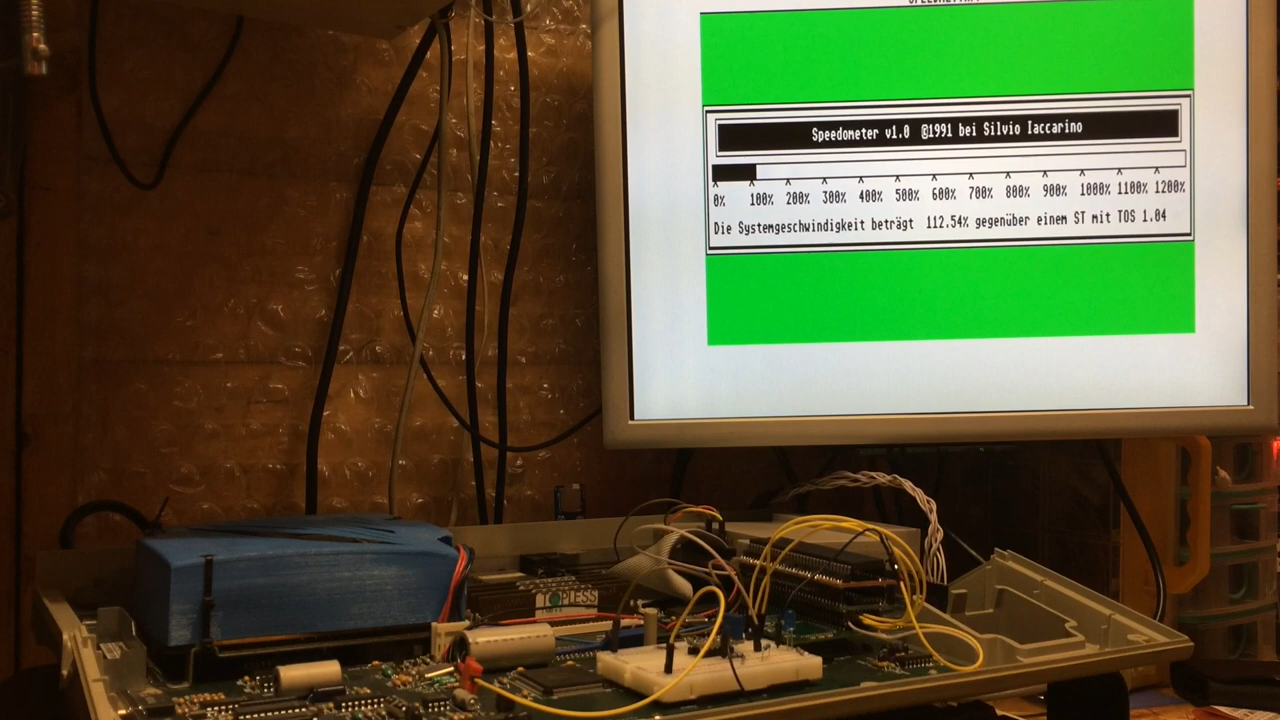 Speedometer v1.0 @1991 bei Silvio Iaccarino
0% 100% 200% 300% 400% 500% 600% 700% 800% 900% 1000% 1100% 1200%
Die Systemgeschwindigkeit beträgt 112.54% gegenüber einem ST mit TOS 1.04
TOPLESS